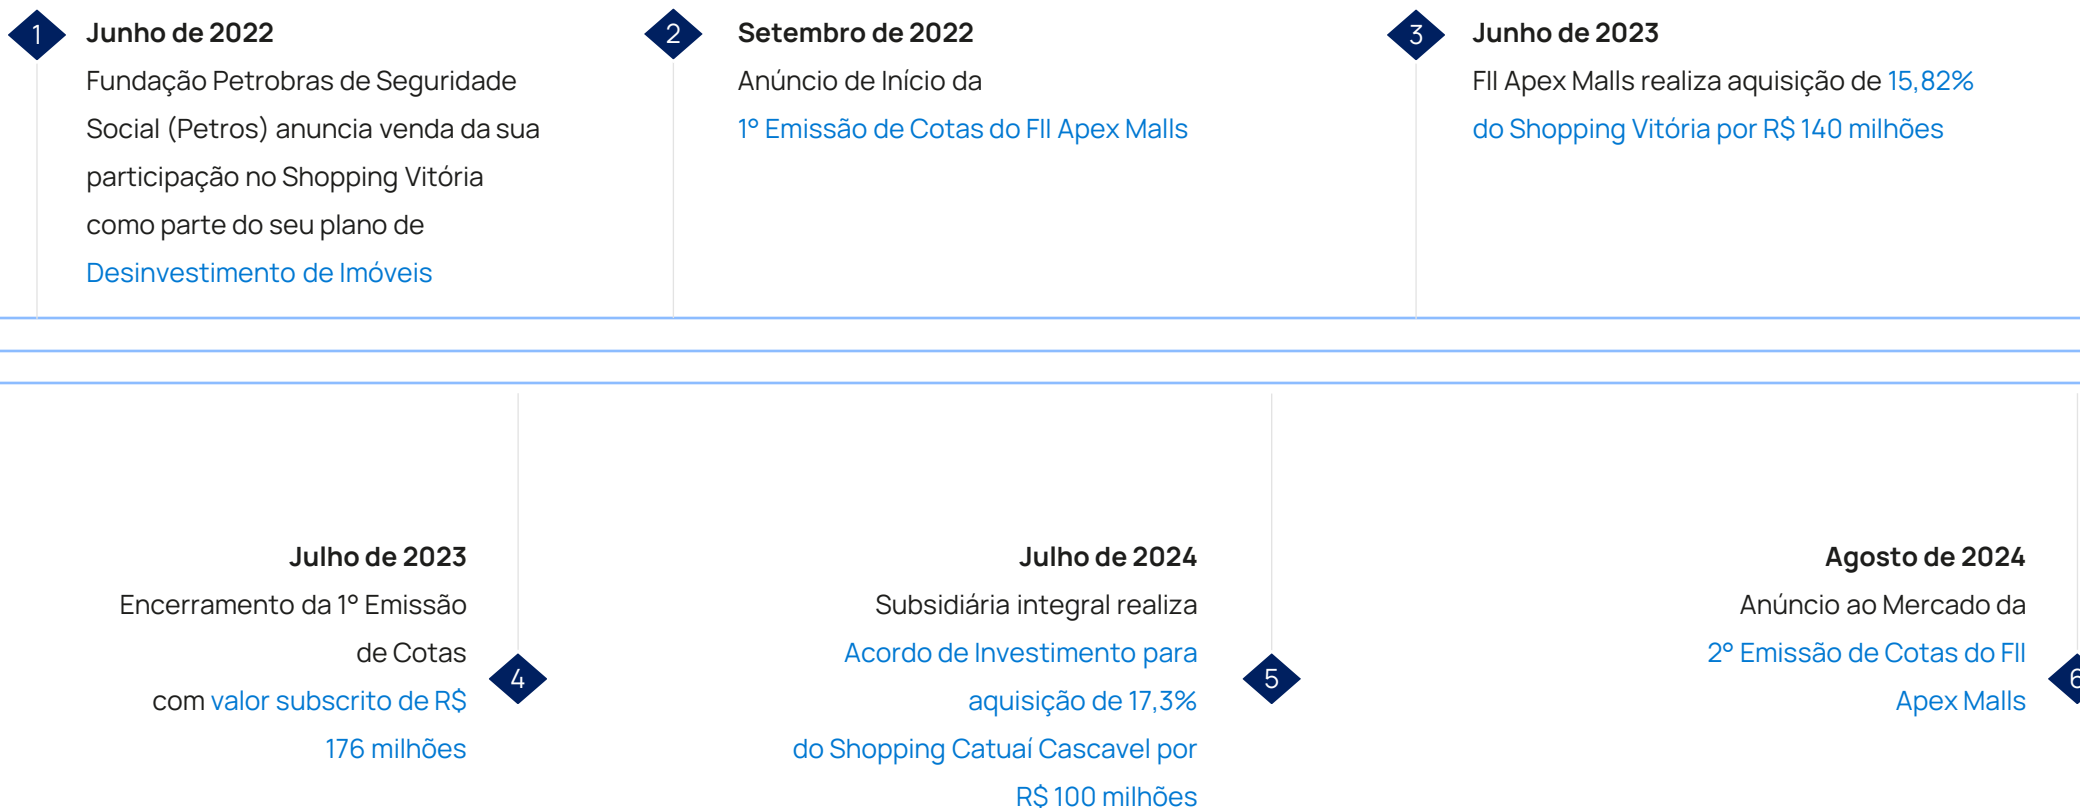 1
Junho de 2022
Fundação Petrobras de Seguridade
Social (Petros) anuncia venda da sua
participação no Shopping Vitória
como parte do seu plano de
Desinvestimento de Imóveis
2
Setembro de 2022
Anúncio de Início da
1° Emissão de Cotas do FII Apex Malls
3
Junho de 2023
FII Apex Malls realiza aquisição de 15,82%
do Shopping Vitória por R$ 140 milhões
Julho de 2023
Encerramento da 1° Emissão
de Cotas
com valor subscrito de R$
176 milhões
4
Julho de 2024
Subsidiária integral realiza
Acordo de Investimento para
aquisição de 17,3%
do Shopping Catuaí Cascavel por
R$ 100 milhões
5
Agosto de 2024
Anúncio ao Mercado da
2° Emissão de Cotas do FII
Apex Malls
6